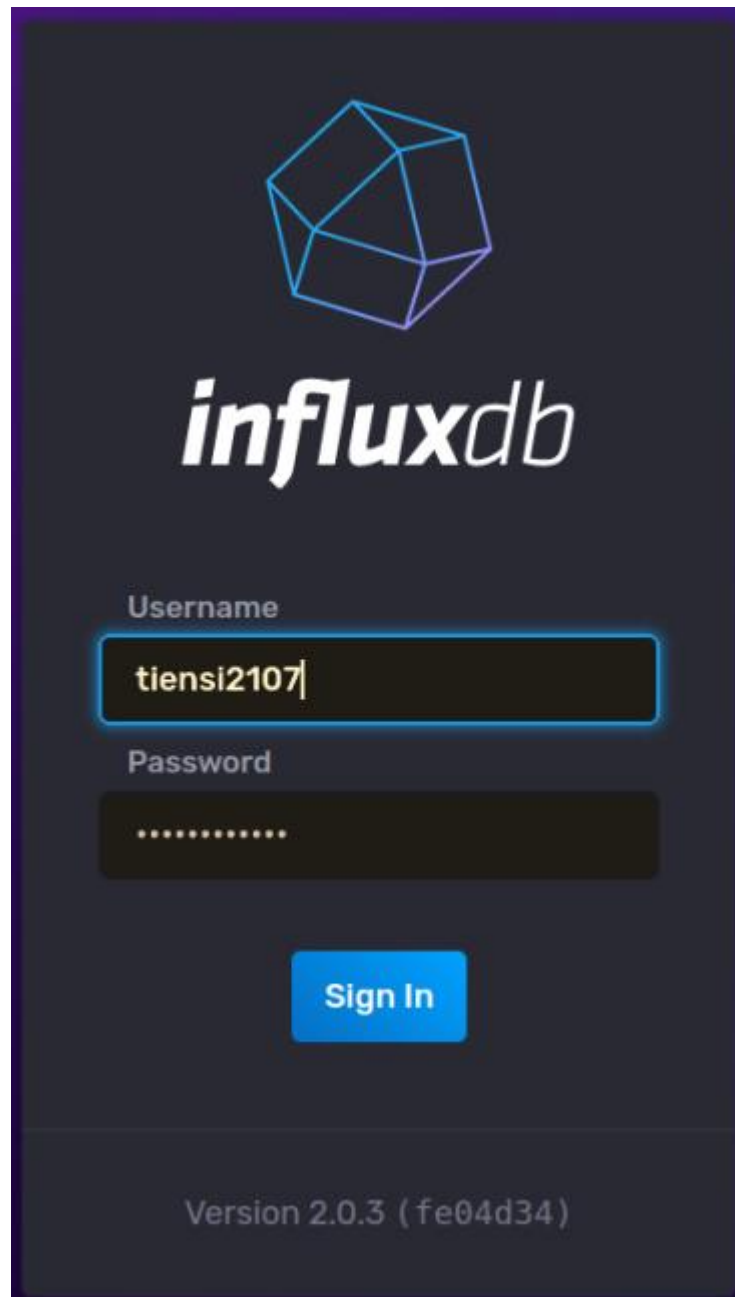 influxdb
Username
tiensi2107
Password
••••••••••••
Sign In
Version 2.0.3 (fe04d34)